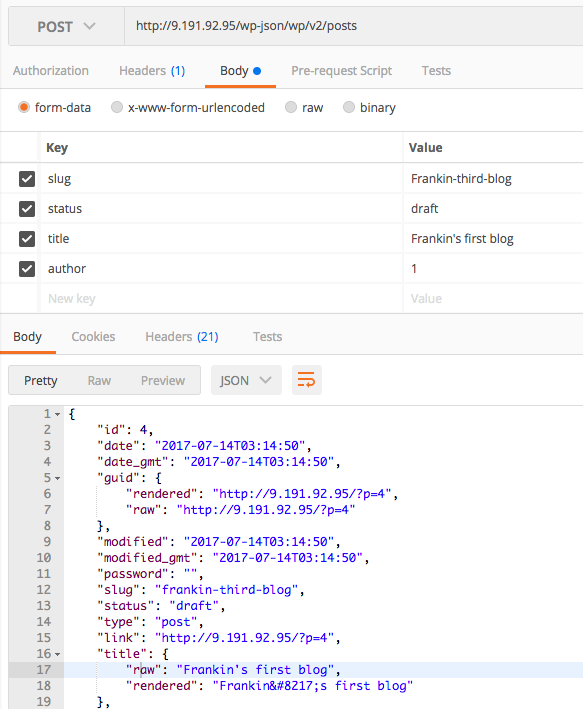 POST http://9.191.92.95/wp-json/wp/v2/posts
Authorization Headers (1) Body Pre-request Script Tests
form-data x-www-form-urlencoded raw binary
Key Value
slug Frankin-third-blog
status draft
title Frankin's first blog
author 1
New key Value
Body Cookies Headers (21) Tests
Pretty Raw Preview JSON
1 {
2 "id": 4,
3 "date": "2017-07-14T03:14:50",
4 "date_gmt": "2017-07-14T03:14:50",
5 "guid": {
6 "rendered": "http://9.191.92.95/?p=4",
7 "raw": "http://9.191.92.95/?p=4"
8 },
9 "modified": "2017-07-14T03:14:50",
10 "modified_gmt": "2017-07-14T03:14:50",
11 "password": "",
12 "slug": "frankin-third-blog",
13 "status": "draft",
14 "type": "post",
15 "link": "http://9.191.92.95/?p=4",
16 "title": {
17 "raw": "Frankin's first blog",
18 "rendered": "Frankin&#8217;s first blog"
19 },